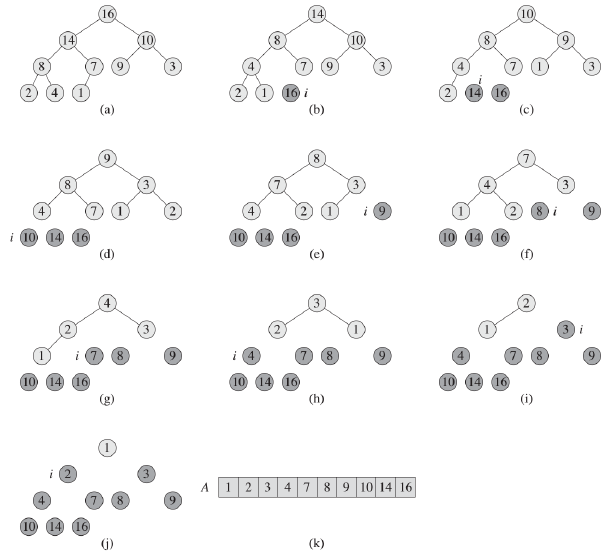 16 14 10
14 10 8 10 8 9
8 7 9 3 4 7 9 3 4 7 1 3
i
2 4 1 2 1 16 i 2 14 16
(a) (b) (c)
9 8 7
8 3 7 3 4 3
4 7 1 2 4 2 1 i 9 1 2 8 i 9
i 10 14 16 10 14 16 10 14 16
(d) (e) (f)
4 3 2
2 3 2 1 1 3 i
1 i 7 8 9 i 4 7 8 9 4 7 8 9
10 14 16 10 14 16 10 14 16
(g) (h) (i)
1
i 2 3
A 1 2 3 4 7 8 9 10 14 16
4 7 8 9
10 14 16
(j) (k)